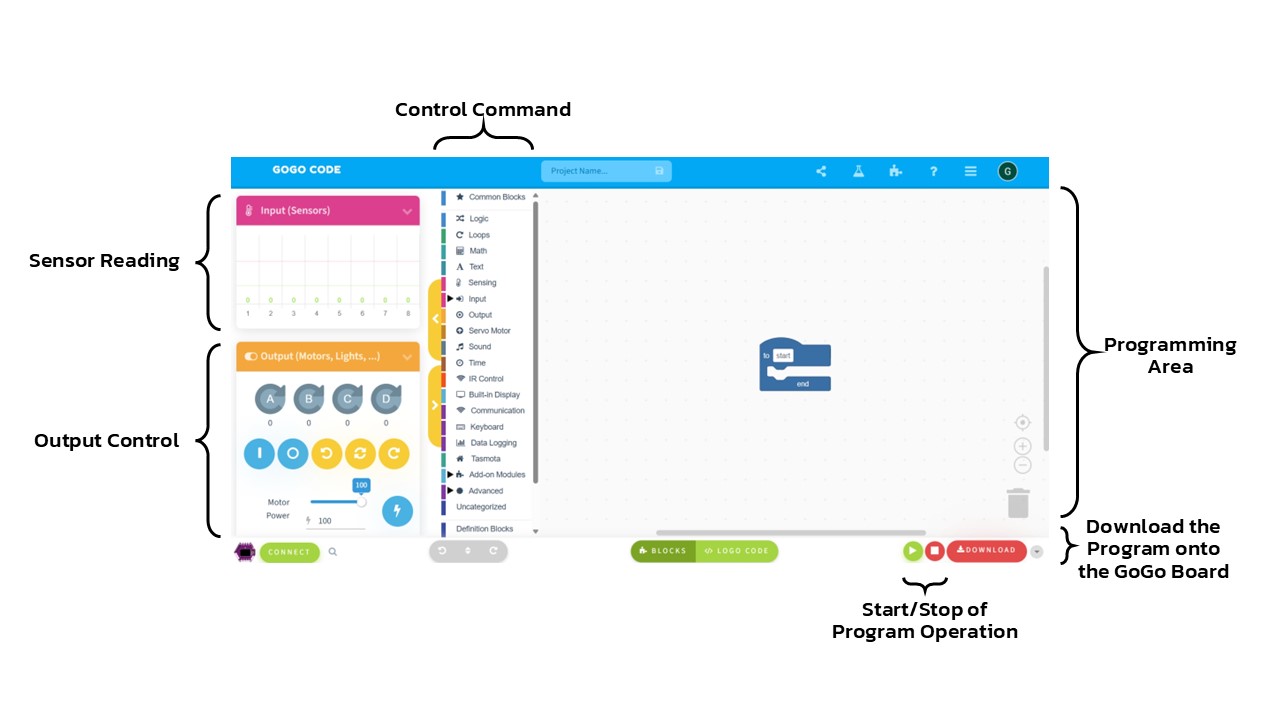 Control Command
GOGO CODE
Project Name...
G
Sensor Reading
Input (Sensors)
0 0 0 0 0 0 0 0
1 2 3 4 5 6 7 8
Output Control
Output (Motors, Lights, ...)
A B C D
0 0 0 0
100
Motor
Power
100
Common Blocks
Logic
Loops
Math
Text
Sensing
Input
Output
Servo Motor
Sound
Time
IR Control
Built-in Display
Communication
Keyboard
Data Logging
Tasmota
Add-on Modules
Advanced
Uncategorized
Definition Blocks
to start
end
Programming
Area
CONNECT
BLOCKS
LOGO CODE
DOWNLOAD
Download the
Program onto
the GoGo Board
Start/Stop of
Program Operation